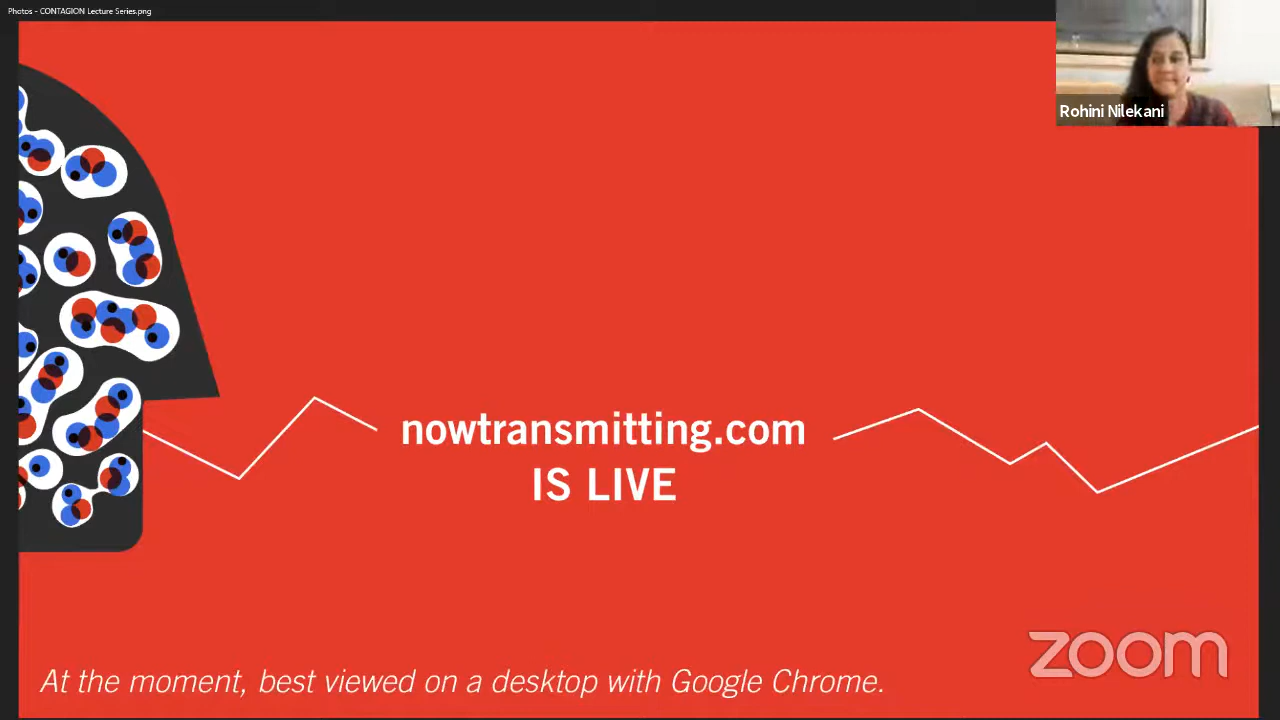 Photos - CONTAGION Lecture Series.png
Rohini Nilekani
nowtransmitting.com
IS LIVE
zoom
At the moment, best viewed on a desktop with Google Chrome.